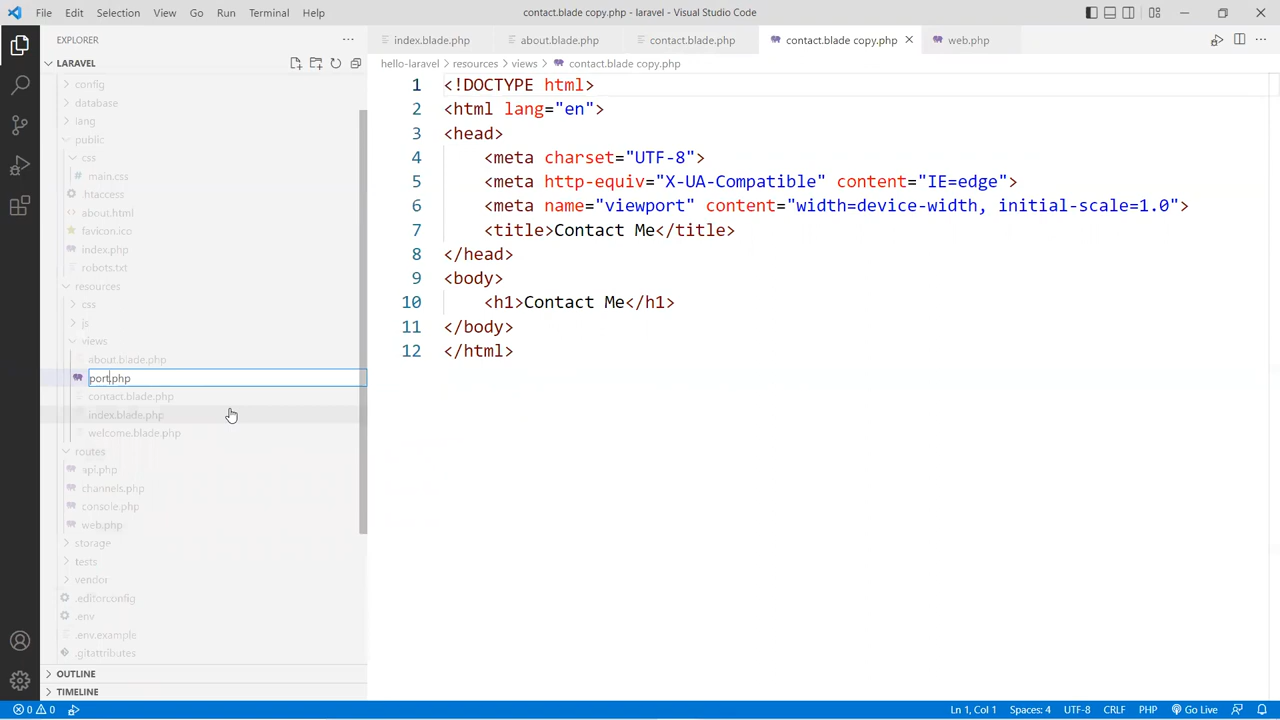 File Edit Selection View Go Run Terminal Help
contact.blade copy.php - laravel - Visual Studio Code
EXPLORER
LARAVEL
config
database
lang
public
css
# main.css
.htaccess
<> about.html
favicon.ico
index.php
robots.txt
resources
css
js
views
about.blade.php
port.php
contact.blade.php
index.blade.php
welcome.blade.php
routes
api.php
channels.php
console.php
web.php
storage
tests
vendor
.editorconfig
.env
.env.example
.gitattributes
OUTLINE
TIMELINE
index.blade.php about.blade.php contact.blade.php contact.blade copy.php web.php
hello-laravel > resources > views > contact.blade copy.php
1 <!DOCTYPE html>
2 <html lang="en">
3 <head>
4 <meta charset="UTF-8">
5 <meta http-equiv="X-UA-Compatible" content="IE=edge">
6 <meta name="viewport" content="width=device-width, initial-scale=1.0">
7 <title>Contact Me</title>
8 </head>
9 <body>
10 <h1>Contact Me</h1>
11 </body>
12 </html>
0 0 Ln 1, Col 1 Spaces: 4 UTF-8 CRLF PHP Go Live